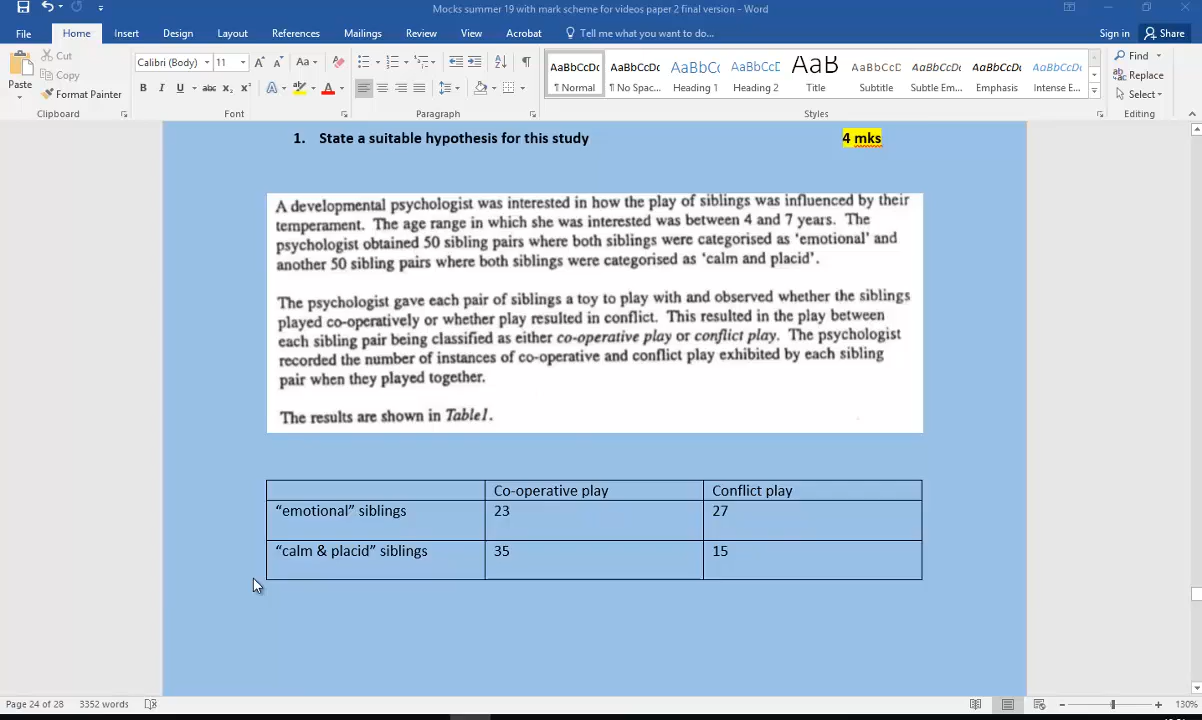 Mocks summer 19 with mark scheme for videos paper 2 final version - Word
File Home Insert Design Layout References Mailings Review View Acrobat Tell me what you want to do... Sign in Share
Cut
Copy
Format Painter
Paste
Calibri (Body) 11
Aa
B I U abc X₂ X²
A A
AaBbCcDc AaBbCcDc AaBbCc AaBbCcD AaB AaBbCcD AaBbCcDc AaBbCcDc AaBbCcDc
¶ Normal ¶ No Spac... Heading 1 Heading 2 Title Subtitle Subtle Em... Emphasis Intense E...
Find
Replace
Select
Clipboard Font Paragraph Styles Editing
1. State a suitable hypothesis for this study 4 mks
A developmental psychologist was interested in how the play of siblings was influenced by their
temperament. The age range in which she was interested was between 4 and 7 years. The
psychologist obtained 50 sibling pairs where both siblings were categorised as ‘emotional’ and
another 50 sibling pairs where both siblings were categorised as ‘calm and placid’.
The psychologist gave each pair of siblings a toy to play with and observed whether the siblings
played co-operatively or whether play resulted in conflict. This resulted in the play between
each sibling pair being classified as either co-operative play or conflict play. The psychologist
recorded the number of instances of co-operative and conflict play exhibited by each sibling
pair when they played together.
The results are shown in Table1.
Co-operative play Conflict play
“emotional” siblings 23 27
“calm & placid” siblings 35 15
Page 24 of 28 3352 words 130%